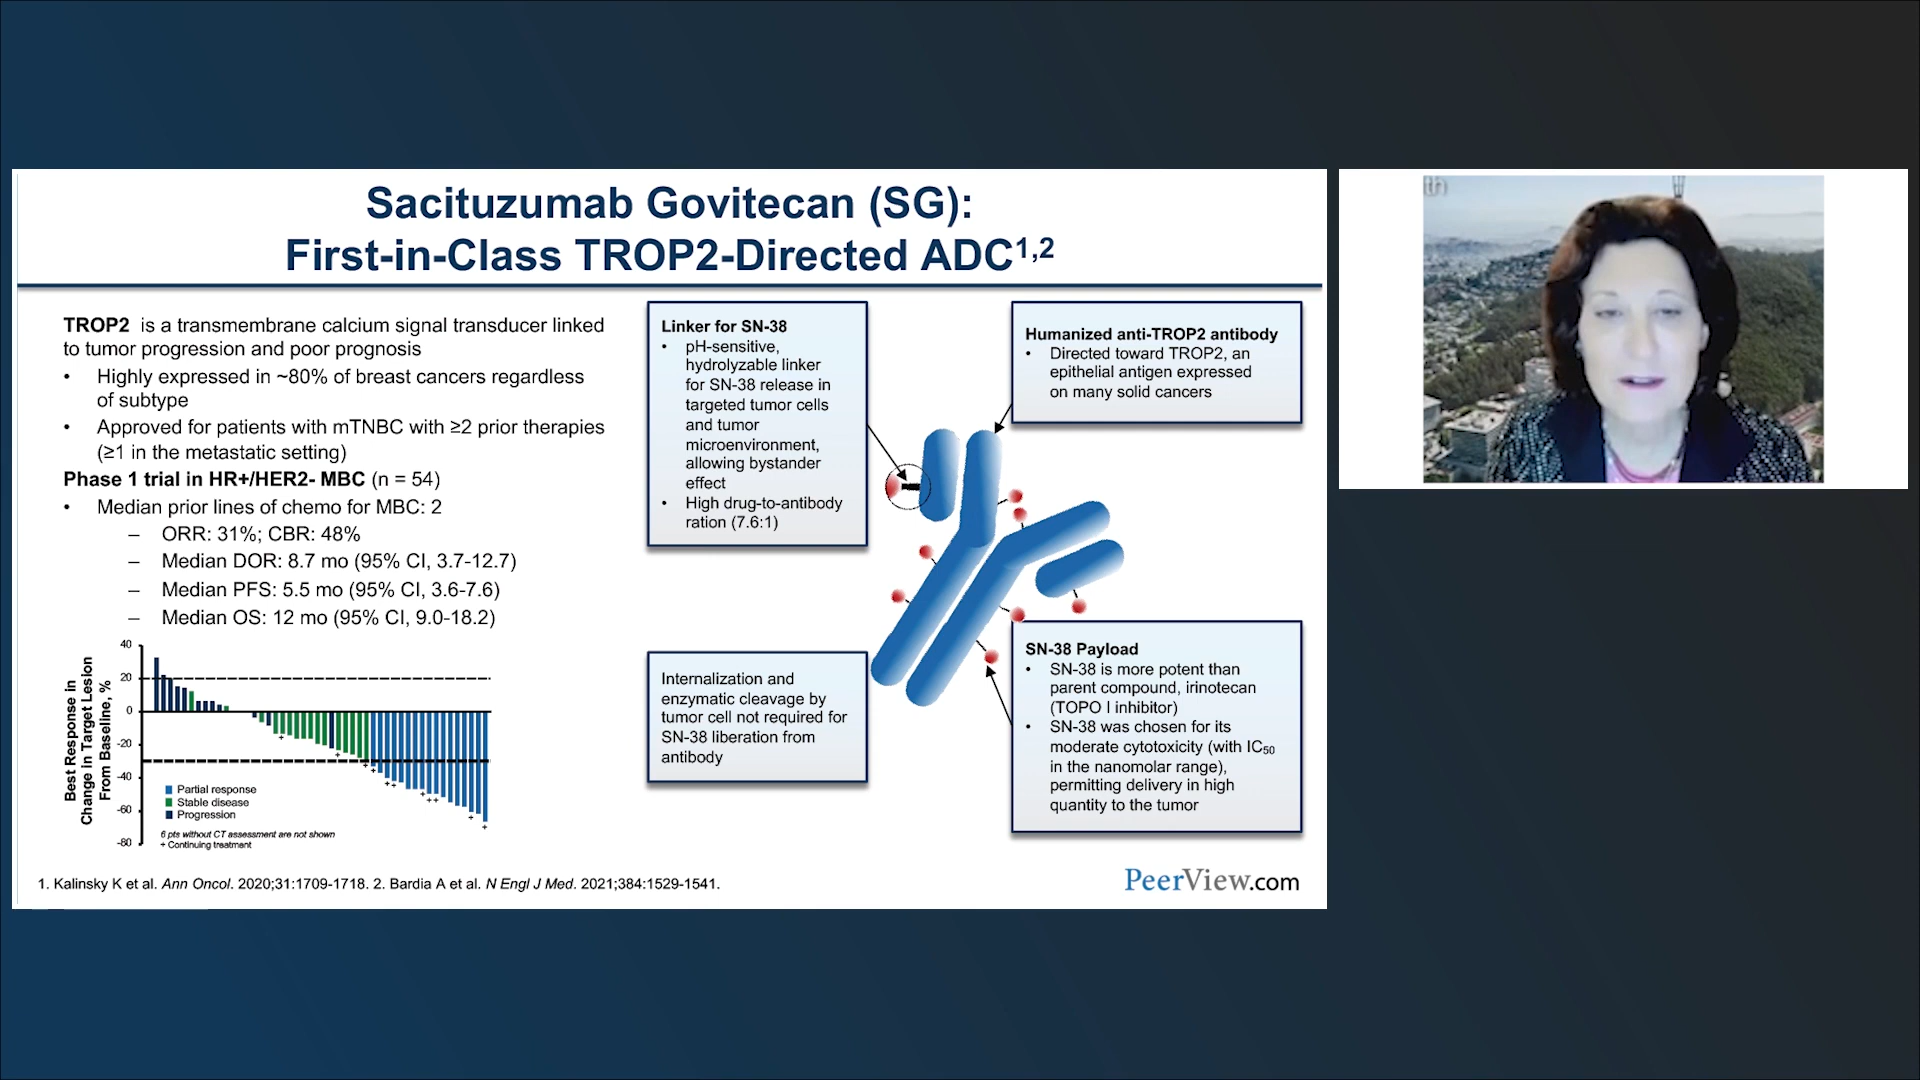 Sacituzumab Govitecan (SG):
First-in-Class TROP2-Directed ADC1,2
TROP2 is a transmembrane calcium signal transducer linked
to tumor progression and poor prognosis
• Highly expressed in ~80% of breast cancers regardless
of subtype
• Approved for patients with mTNBC with ≥2 prior therapies
(≥1 in the metastatic setting)
Phase 1 trial in HR+/HER2- MBC (n = 54)
• Median prior lines of chemo for MBC: 2
– ORR: 31%; CBR: 48%
– Median DOR: 8.7 mo (95% CI, 3.7-12.7)
– Median PFS: 5.5 mo (95% CI, 3.6-7.6)
– Median OS: 12 mo (95% CI, 9.0-18.2)
Best Response in
Change in Target Lesion
From Baseline, %
40
20
0
-20
-40
-60
-80
Partial response
Stable disease
Progression
6 pts without CT assessment are not shown
+ Continuing treatment
Linker for SN-38
• pH-sensitive,
hydrolyzable linker
for SN-38 release in
targeted tumor cells
and tumor
microenvironment,
allowing bystander
effect
• High drug-to-antibody
ration (7.6:1)
Humanized anti-TROP2 antibody
• Directed toward TROP2, an
epithelial antigen expressed
on many solid cancers
Internalization and
enzymatic cleavage by
tumor cell not required for
SN-38 liberation from
antibody
SN-38 Payload
• SN-38 is more potent than
parent compound, irinotecan
(TOPO I inhibitor)
• SN-38 was chosen for its
moderate cytotoxicity (with IC50
in the nanomolar range),
permitting delivery in high
quantity to the tumor
1. Kalinsky K et al. Ann Oncol. 2020;31:1709-1718. 2. Bardia A et al. N Engl J Med. 2021;384:1529-1541.
PeerView.com
th